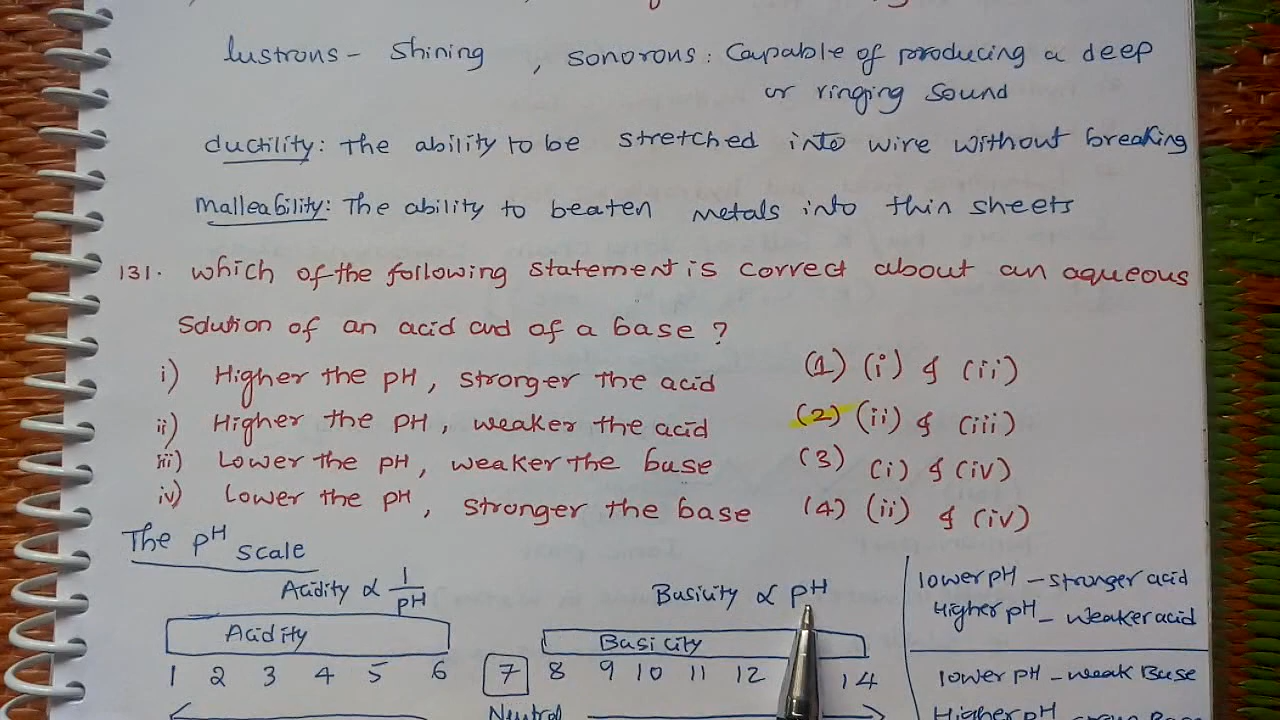 lustrous - shining , sonorous : Capable of producing a deep
or ringing sound
ductility: the ability to be stretched into wire without breaking
Malleability: The ability to beaten metals into thin sheets
131. which of the following statement is correct about an aqueous
solution of an acid and of a base ?
i) Higher the pH, stronger the acid (1) (i) & (iii)
ii) Higher the pH, weaker the acid (2) (ii) & (iii)
iii) Lower the pH, weaker the base (3) (i) & (iv)
iv) Lower the pH, stronger the base (4) (ii) & (iv)
The pH scale
Acidity ∝ 1/pH Basicity ∝ pH
Acidity Basicity
1 2 3 4 5 6 7 8 9 10 11 12 14
Neutral
lower pH - stronger acid
Higher pH - weaker acid
lower pH - weak Base
Higher pH